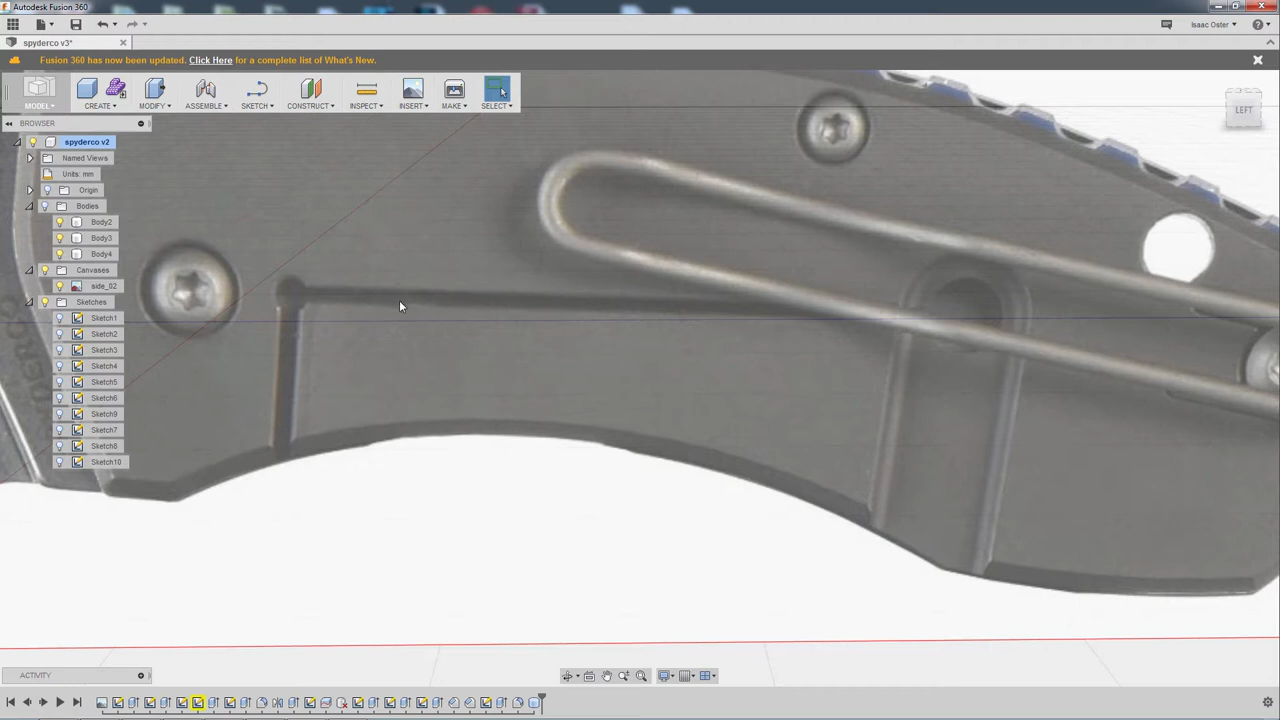 Autodesk Fusion 360
Isaac Oster
spyderco v3*
Fusion 360 has now been updated. Click Here for a complete list of What's New.
MODEL CREATE MODIFY ASSEMBLE SKETCH CONSTRUCT INSPECT INSERT MAKE SELECT
LEFT
BROWSER
spyderco v2
Named Views
Units: mm
Origin
Bodies
Body2
Body3
Body4
Canvases
side_02
Sketches
Sketch1
Sketch2
Sketch3
Sketch4
Sketch5
Sketch6
Sketch9
Sketch7
Sketch8
Sketch10
ACTIVITY